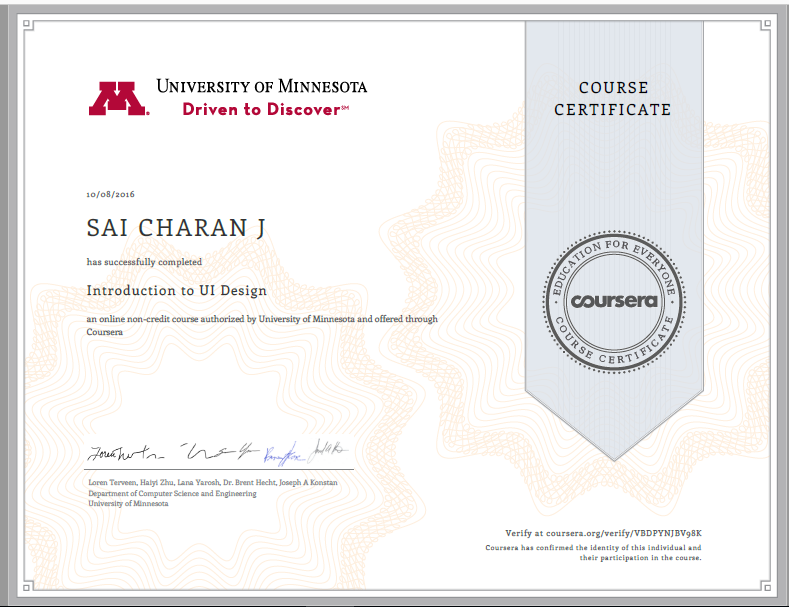 UNIVERSITY OF MINNESOTA
Driven to Discover℠
COURSE
CERTIFICATE
10/08/2016
SAI CHARAN J
has successfully completed
Introduction to UI Design
an online non-credit course authorized by University of Minnesota and offered through
Coursera
EDUCATION FOR EVERYONE
coursera
COURSE CERTIFICATE
Loren Terveen, Haiyi Zhu, Lana Yarosh, Dr. Brent Hecht, Joseph A Konstan
Department of Computer Science and Engineering
University of Minnesota
Verify at coursera.org/verify/VBDPYNJBV98K
Coursera has confirmed the identity of this individual and
their participation in the course.